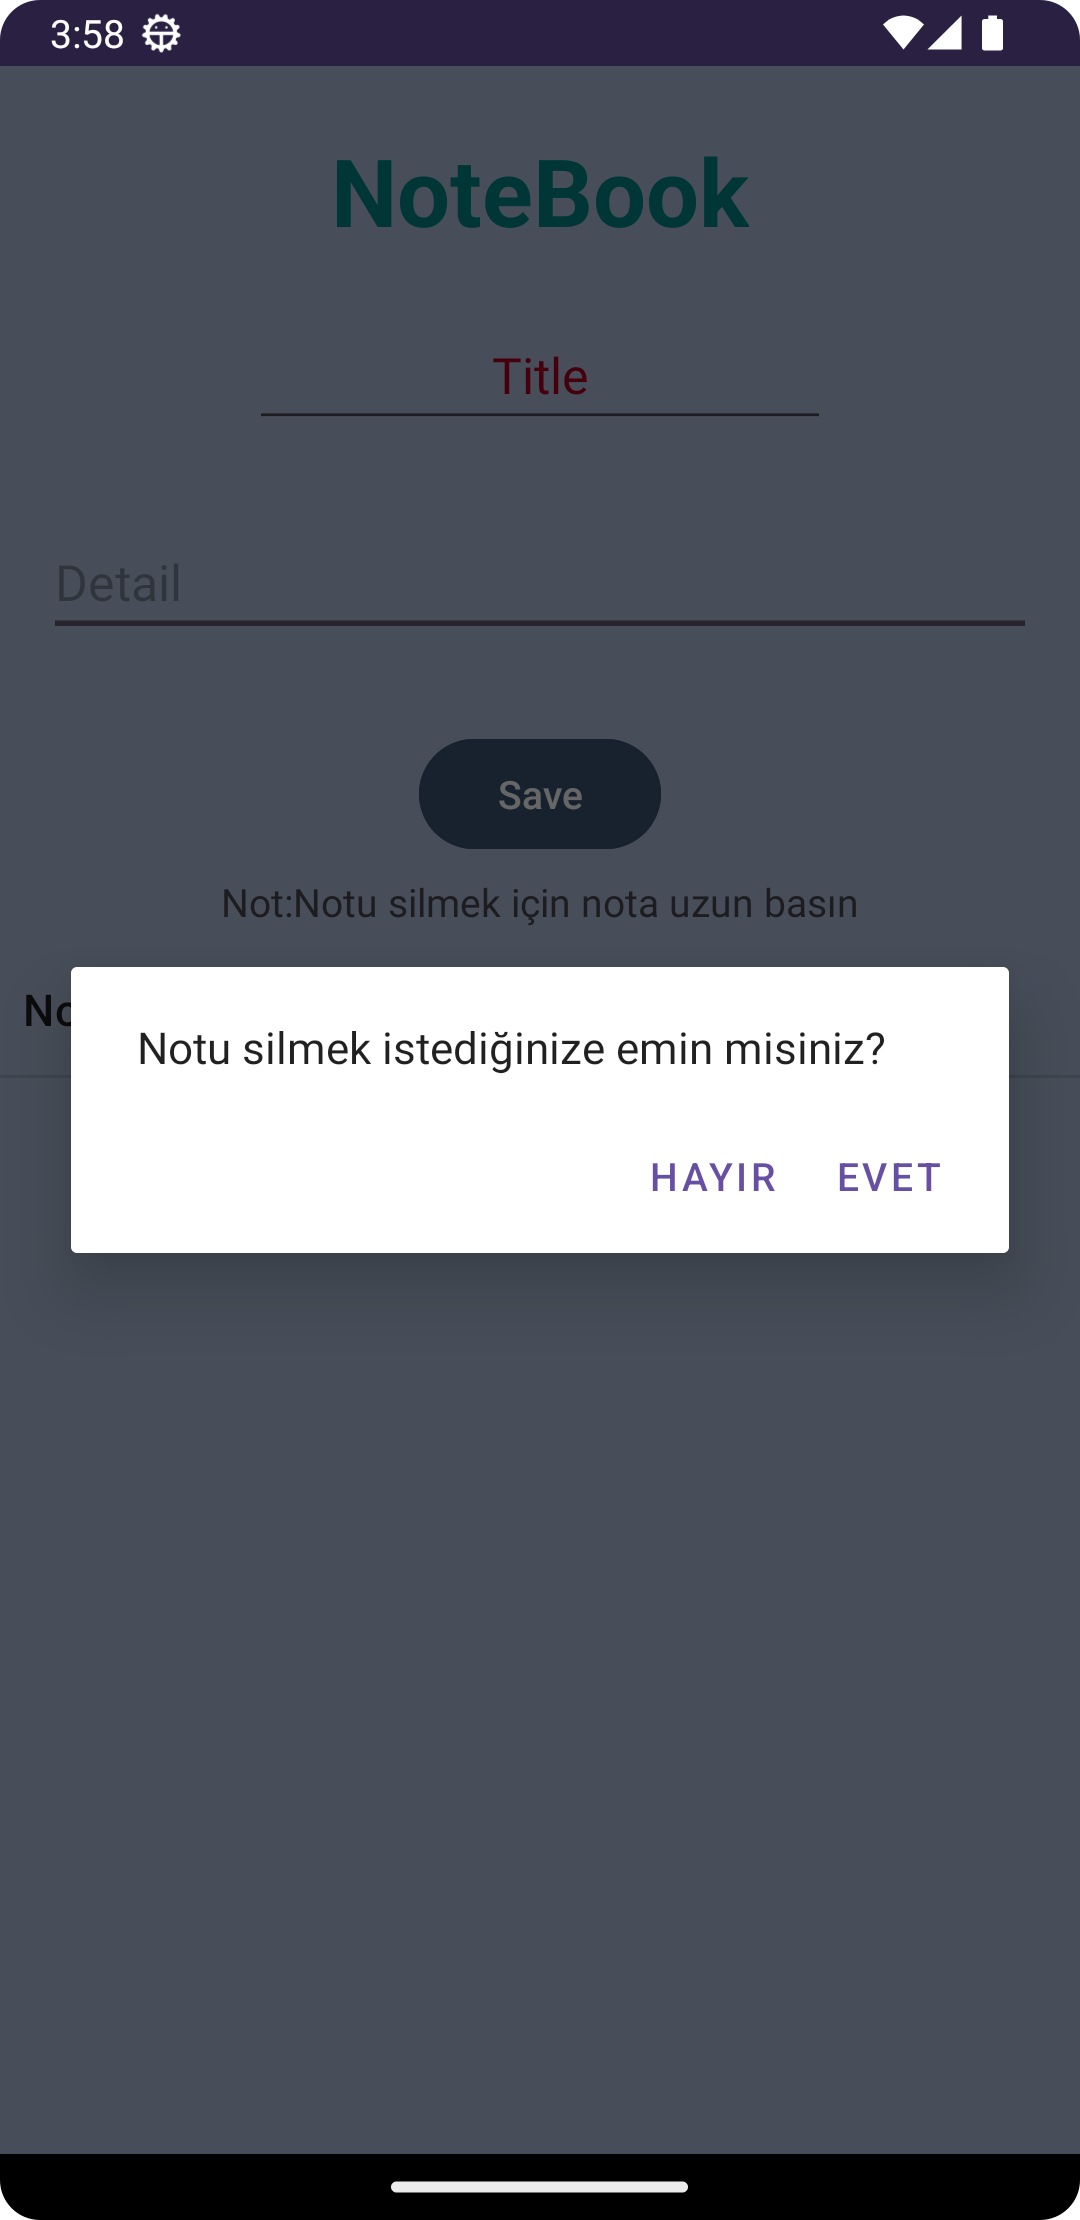 3:58
NoteBook
Title
Detail
Save
Not:Notu silmek için nota uzun basın
Notu silmek istediğinize emin misiniz?
HAYIR EVET